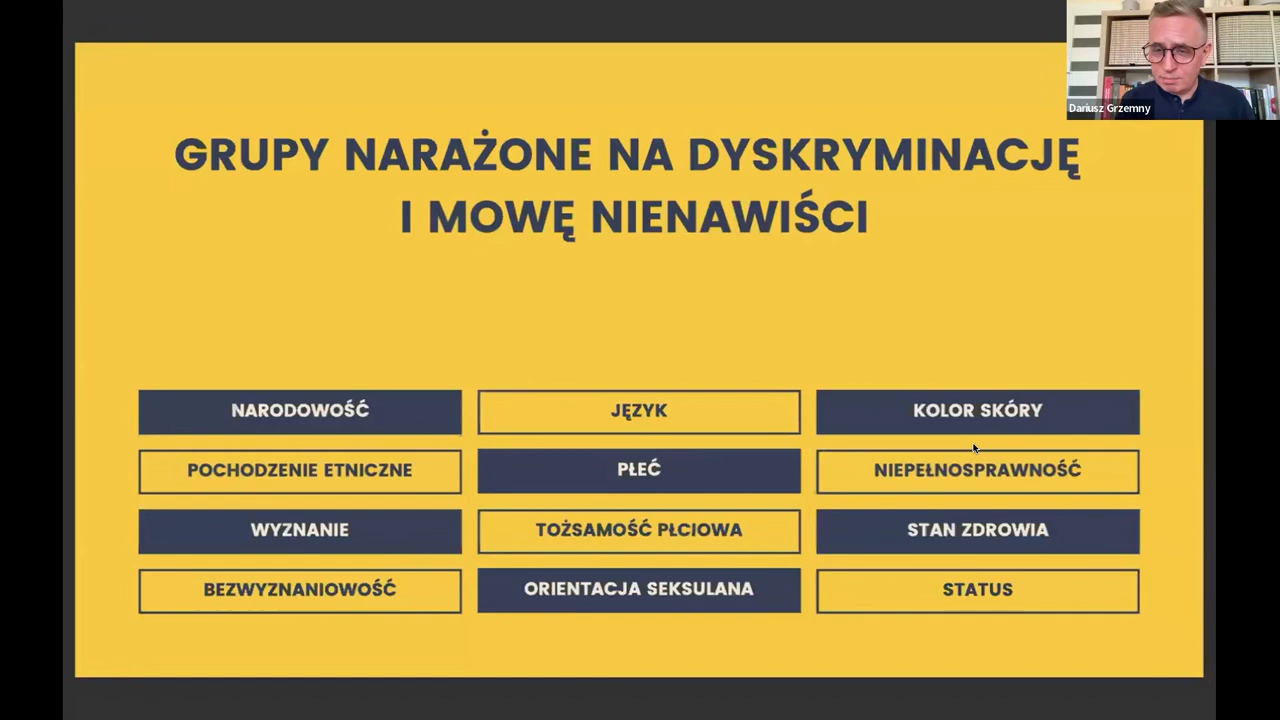 Dariusz Grzemny
GRUPY NARAŻONE NA DYSKRYMINACJĘ
I MOWĘ NIENAWIŚCI
NARODOWOŚĆ
JĘZYK
KOLOR SKÓRY
POCHODZENIE ETNICZNE
PŁEĆ
NIEPEŁNOSPRAWNOŚĆ
WYZNANIE
TOŻSAMOŚĆ PŁCIOWA
STAN ZDROWIA
BEZWYZNANIOWOŚĆ
ORIENTACJA SEKSULANA
STATUS